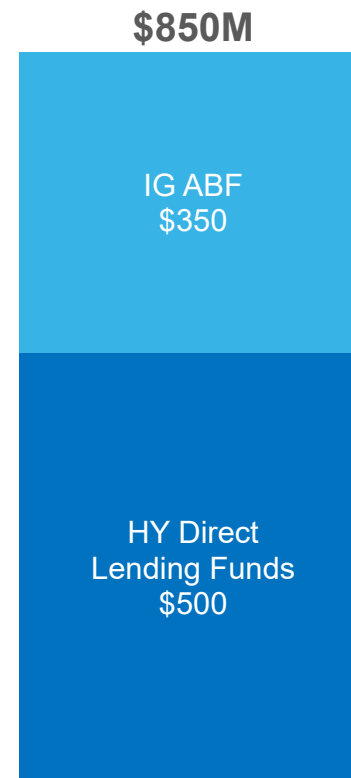 $850M
IG ABF
$350
HY Direct
Lending Funds
$500